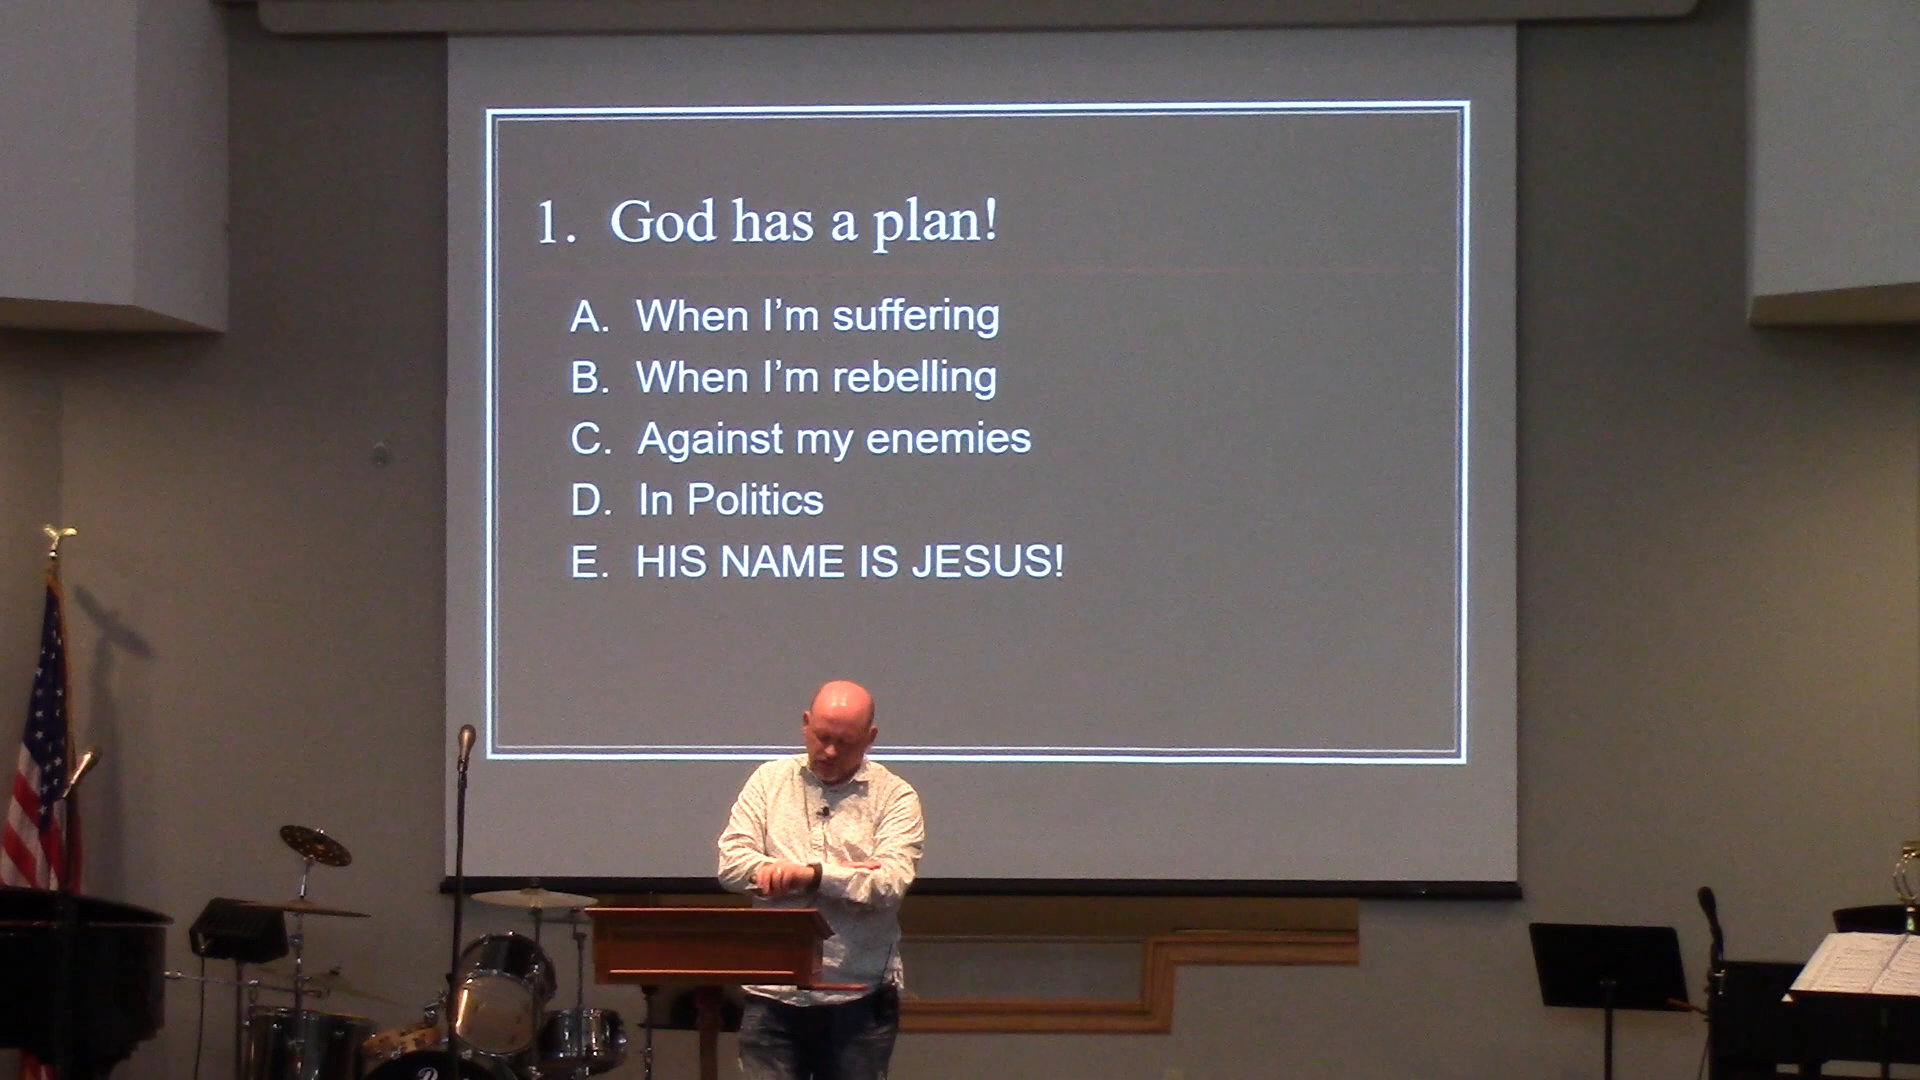 1. God has a plan!
A. When I’m suffering
B. When I’m rebelling
C. Against my enemies
D. In Politics
E. HIS NAME IS JESUS!